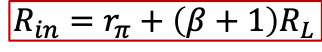 R_in = r_π + (β + 1)R_L